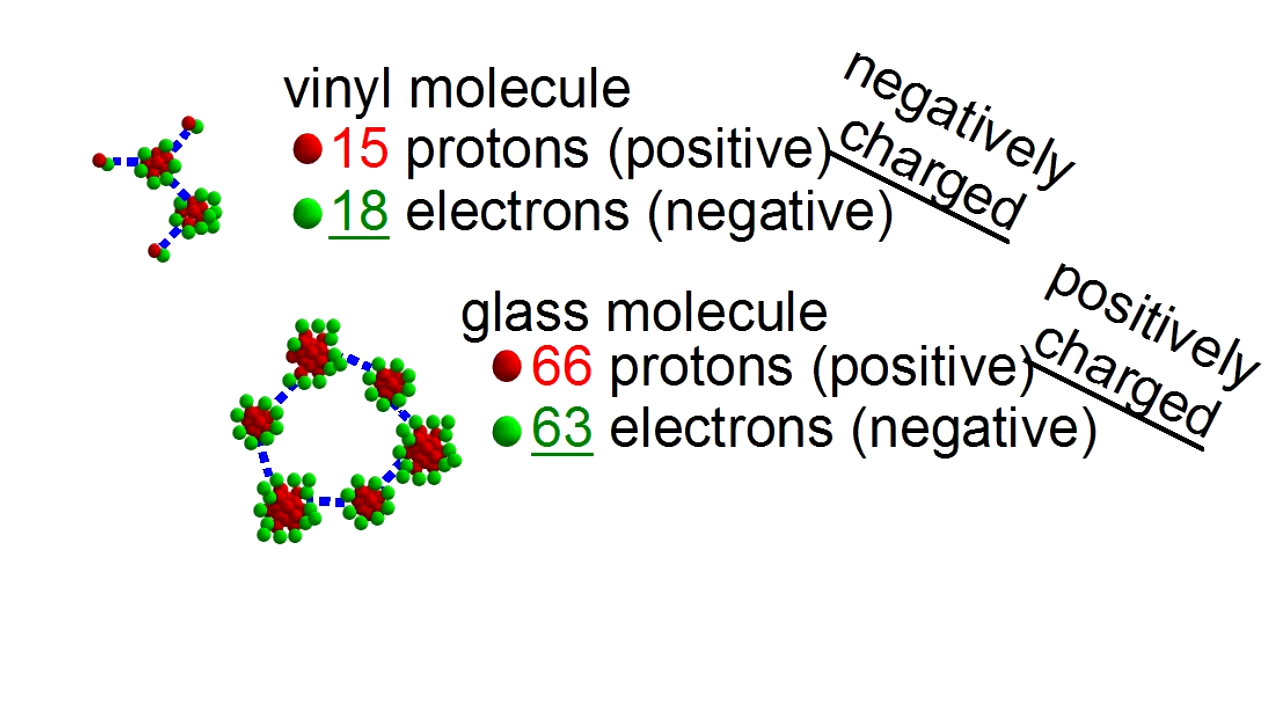 vinyl molecule
15 protons (positive)
18 electrons (negative)
negatively
charged
glass molecule
66 protons (positive)
63 electrons (negative)
positively
charged